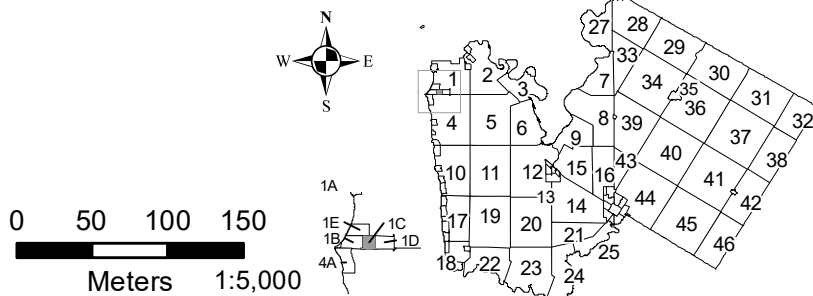 N
W E
S
0 50 100 150
Meters 1:5,000
1A
1E 1C
1B 1D
4A
27 28
29
1 2 33 30
3 7 34 35 31
36 32
4 5 6 8 39 37
9 38
10 11 12 15 16 43 40
41
13 44 42
17 19 20 14 45
21 46
18 22 23 24 25